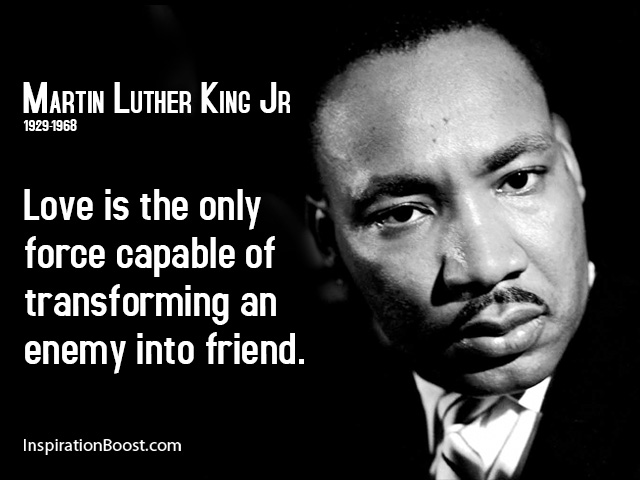 Martin Luther King Jr
1929-1968
Love is the only
force capable of
transforming an
enemy into friend.
InspirationBoost.com